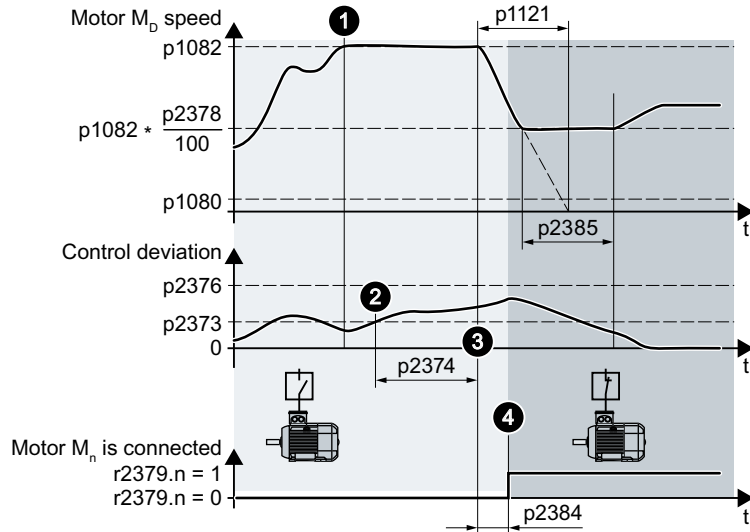 Motor M_D speed
p1082
p1082 * p2378
100
p1080
1
p1121
t
p2385
Control deviation
p2376
p2373
0
2
3
t
p2374
4
Motor M_n is connected
r2379.n = 1
r2379.n = 0
t
p2384